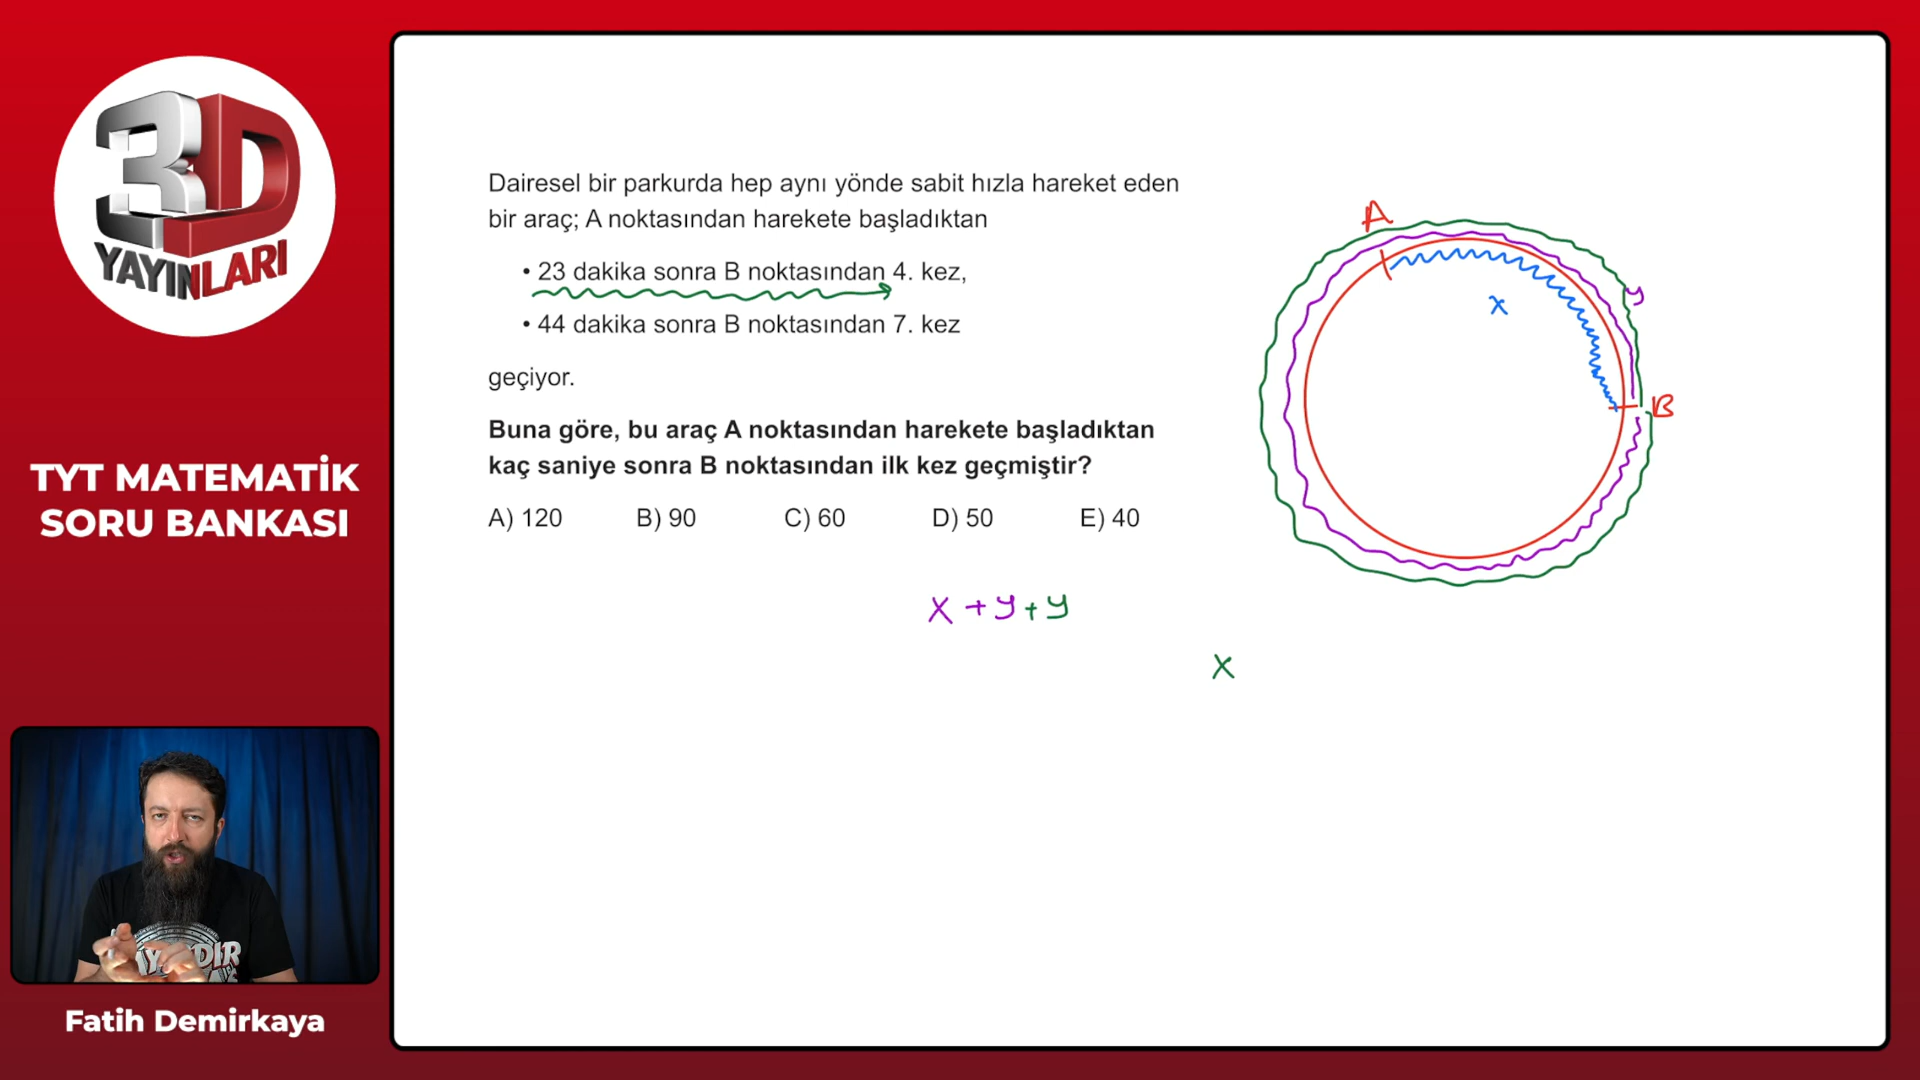 3D
YAYINLARI
TYT MATEMATİK
SORU BANKASI
Dairesel bir parkurda hep aynı yönde sabit hızla hareket eden
bir araç; A noktasından harekete başladıktan
• 23 dakika sonra B noktasından 4. kez,
• 44 dakika sonra B noktasından 7. kez
geçiyor.
Buna göre, bu araç A noktasından harekete başladıktan
kaç saniye sonra B noktasından ilk kez geçmiştir?
A) 120 B) 90 C) 60 D) 50 E) 40
A
y
x
B
x + y + y
x
Fatih Demirkaya